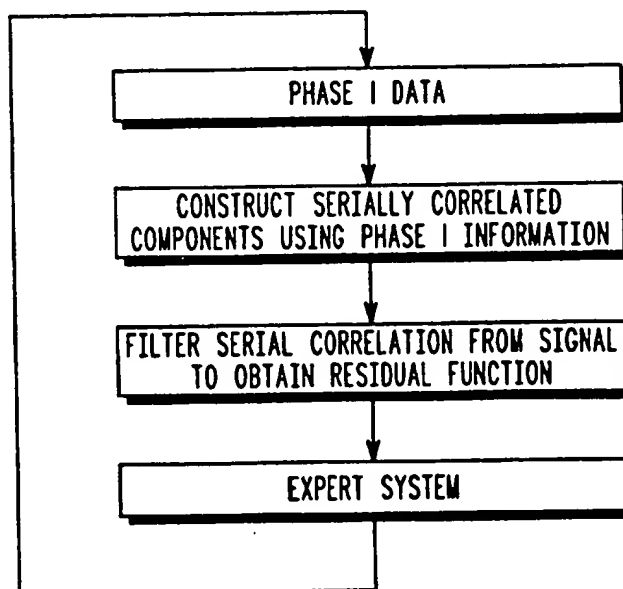 PHASE I DATA
CONSTRUCT SERIALLY CORRELATED
COMPONENTS USING PHASE I INFORMATION
FILTER SERIAL CORRELATION FROM SIGNAL
TO OBTAIN RESIDUAL FUNCTION
EXPERT SYSTEM